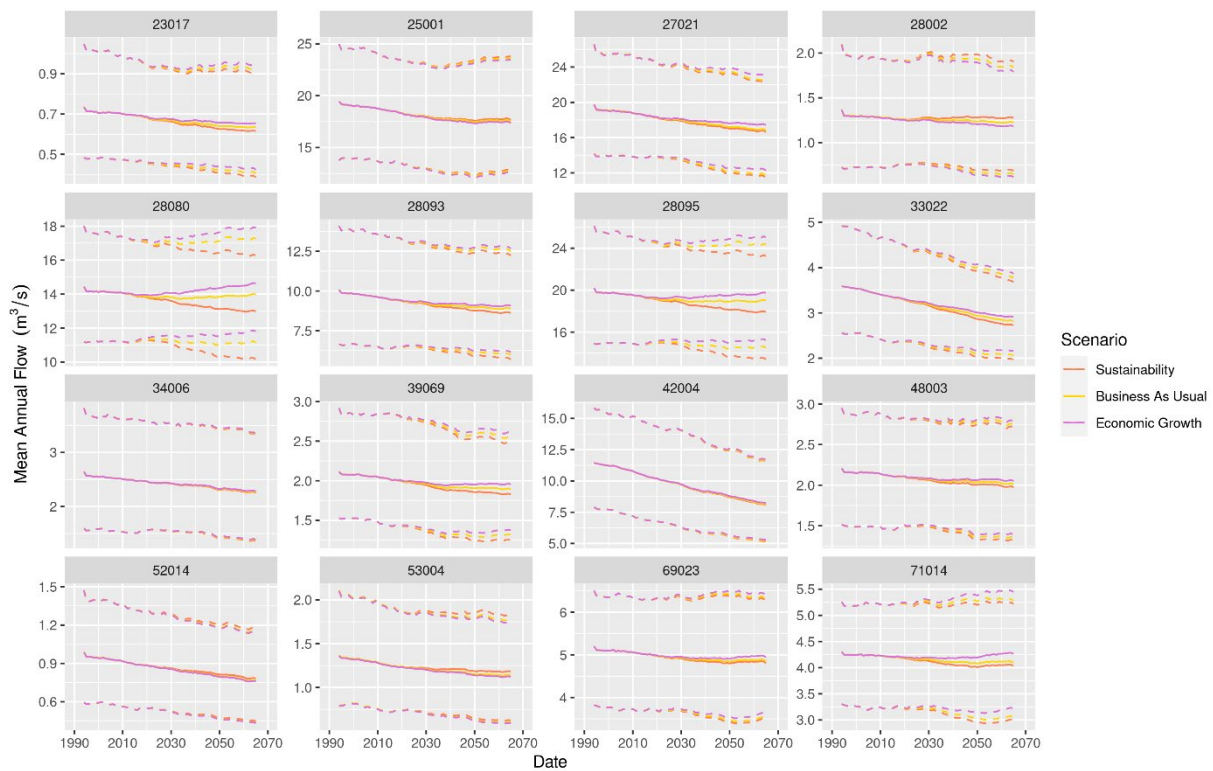 23017 25001 27021 28002
0.9 0.7 0.5
25 20 15
24 20 16 12
2.0 1.5 1.0
28080 28093 28095 33022
18 16 14 12 10
12.5 10.0 7.5 5.0
24 20 16
5 4 3 2
34006 39069 42004 48003
3 2
3.0 2.5 2.0 1.5
15.0 12.5 10.0 7.5 5.0
3.0 2.5 2.0 1.5
52014 53004 69023 71014
1.5 1.2 0.9 0.6
2.0 1.5 1.0
6 5 4
5.5 5.0 4.5 4.0 3.5 3.0
1990 2010 2030 2050 2070 1990 2010 2030 2050 2070 1990 2010 2030 2050 2070 1990 2010 2030 2050 2070
Date
Mean Annual Flow (m³/s)
Scenario
Sustainability
Business As Usual
Economic Growth